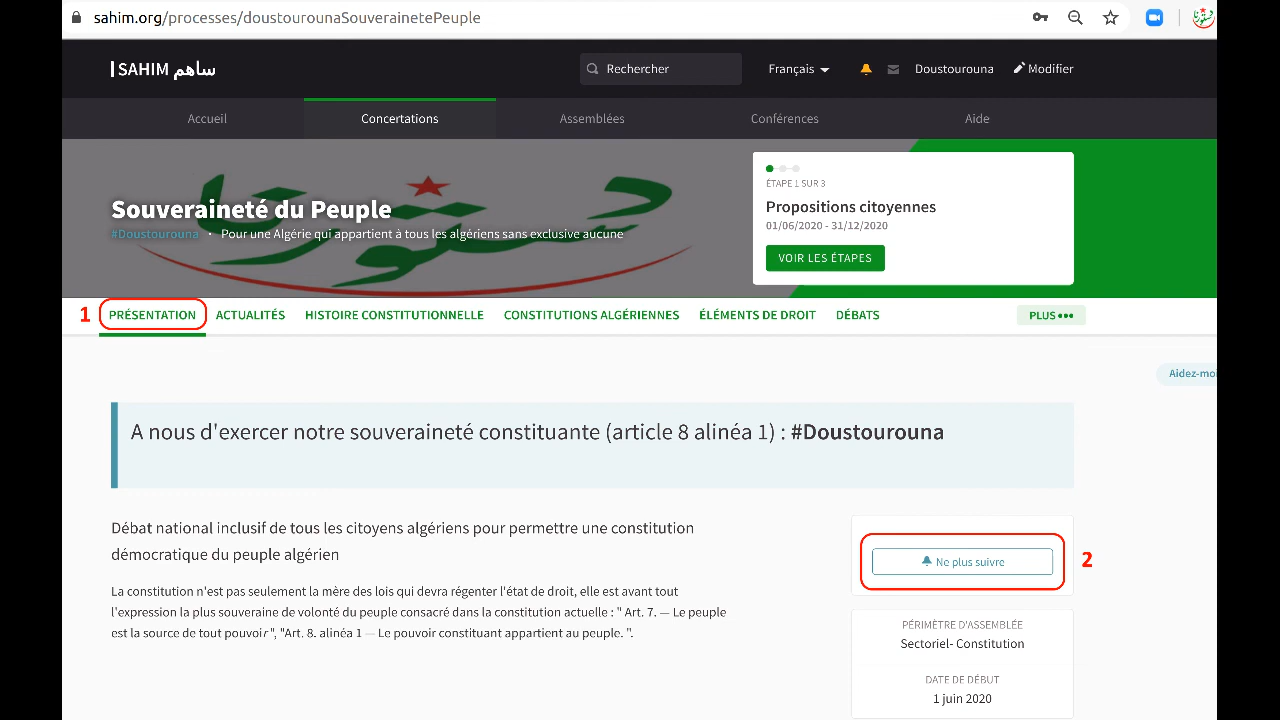 sahim.org/processes/doustourounaSouverainetePeuple
SAHIM ساهم
Rechercher
Français
Doustourouna
Modifier
Accueil
Concertations
Assemblées
Conférences
Aide
دستورنا
Souveraineté du Peuple
#Doustourouna · Pour une Algérie qui appartient à tous les algériens sans exclusive aucune
ÉTAPE 1 SUR 3
Propositions citoyennes
01/06/2020 - 31/12/2020
VOIR LES ÉTAPES
1
PRÉSENTATION
ACTUALITÉS
HISTOIRE CONSTITUTIONNELLE
CONSTITUTIONS ALGÉRIENNES
ÉLÉMENTS DE DROIT
DÉBATS
PLUS •••
Aidez-moi
A nous d'exercer notre souveraineté constituante (article 8 alinéa 1) : #Doustourouna
Débat national inclusif de tous les citoyens algériens pour permettre une constitution
démocratique du peuple algérien
La constitution n'est pas seulement la mère des lois qui devra régenter l'état de droit, elle est avant tout
l'expression la plus souveraine de volonté du peuple consacré dans la constitution actuelle : " Art. 7. — Le peuple
est la source de tout pouvoir ", "Art. 8. alinéa 1 — Le pouvoir constituant appartient au peuple. ".
Ne plus suivre
2
PÉRIMÈTRE D'ASSEMBLÉE
Sectoriel- Constitution
DATE DE DÉBUT
1 juin 2020